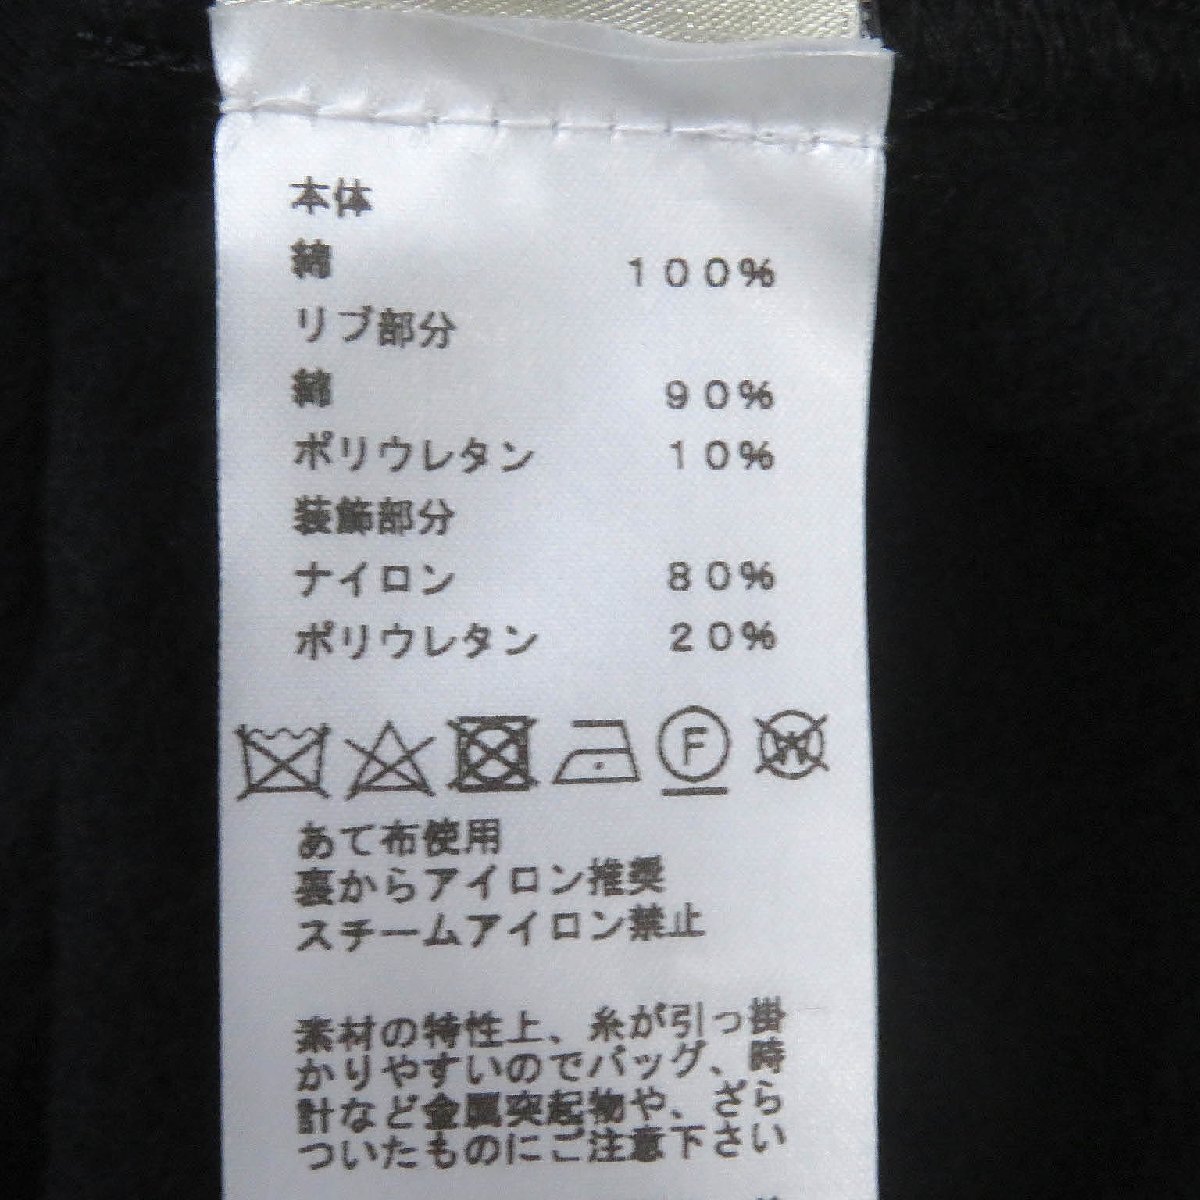 本体
綿 100%
リブ部分
綿 90%
ポリウレタン 10%
装飾部分
ナイロン 80%
ポリウレタン 20%
F W
あて布使用
裏からアイロン推奨
スチームアイロン禁止
素材の特性上、糸が引っ掛
かりやすいのでバッグ、時
計など金属突起物や、ざら
ついたものにご注意下さい